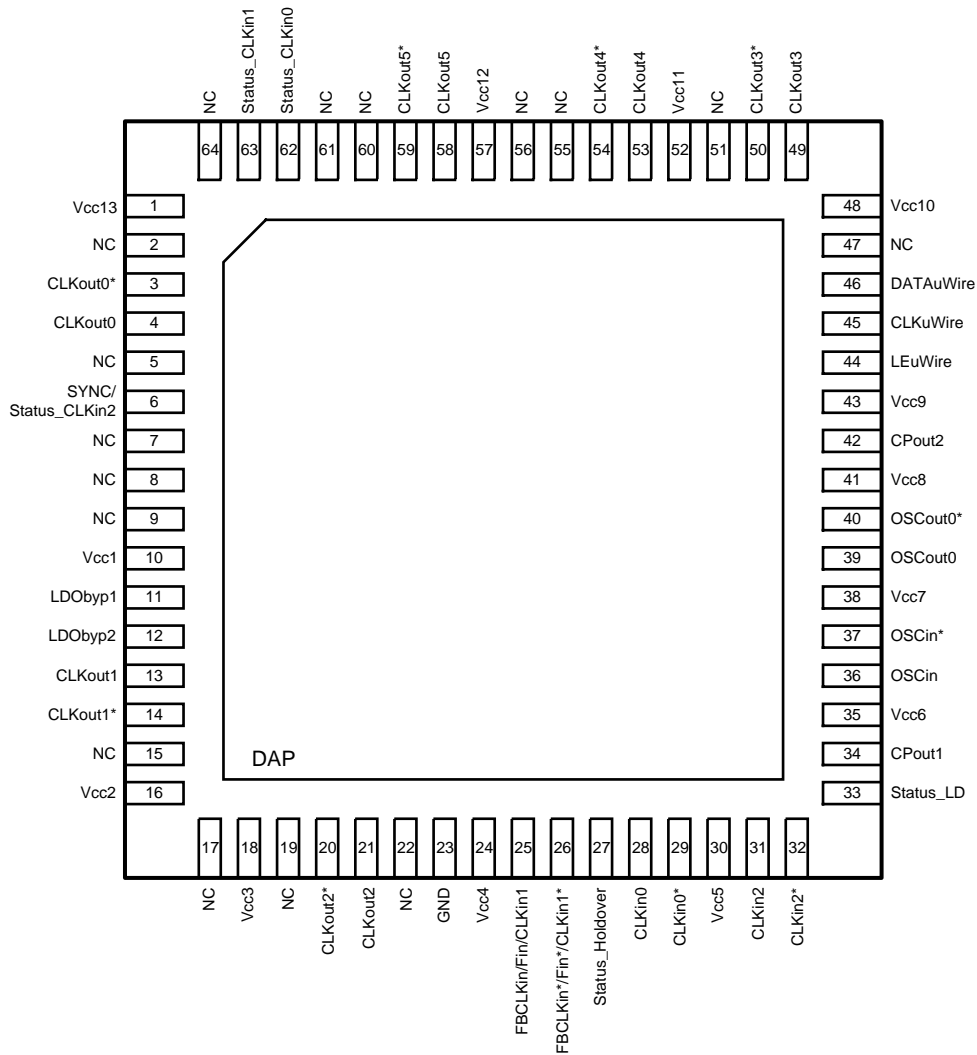 NC
Status_CLKin1
Status_CLKin0
NC
NC
CLKout5*
CLKout5
Vcc12
NC
NC
CLKout4*
CLKout4
Vcc11
NC
CLKout3*
CLKout3
64
63
62
61
60
59
58
57
56
55
54
53
52
51
50
49
Vcc13 1
NC 2
CLKout0* 3
CLKout0 4
NC 5
SYNC/
Status_CLKin2 6
NC 7
NC 8
NC 9
Vcc1 10
LDObyp1 11
LDObyp2 12
CLKout1 13
CLKout1* 14
NC 15
Vcc2 16
48 Vcc10
47 NC
46 DATAuWire
45 CLKuWire
44 LEuWire
43 Vcc9
42 CPout2
41 Vcc8
40 OSCout0*
39 OSCout0
38 Vcc7
37 OSCin*
36 OSCin
35 Vcc6
34 CPout1
33 Status_LD
DAP
17
18
19
20
21
22
23
24
25
26
27
28
29
30
31
32
NC
Vcc3
NC
CLKout2*
CLKout2
NC
GND
Vcc4
FBCLKin/Fin/CLKin1
FBCLKin*/Fin*/CLKin1*
Status_Holdover
CLKin0
CLKin0*
Vcc5
CLKin2
CLKin2*